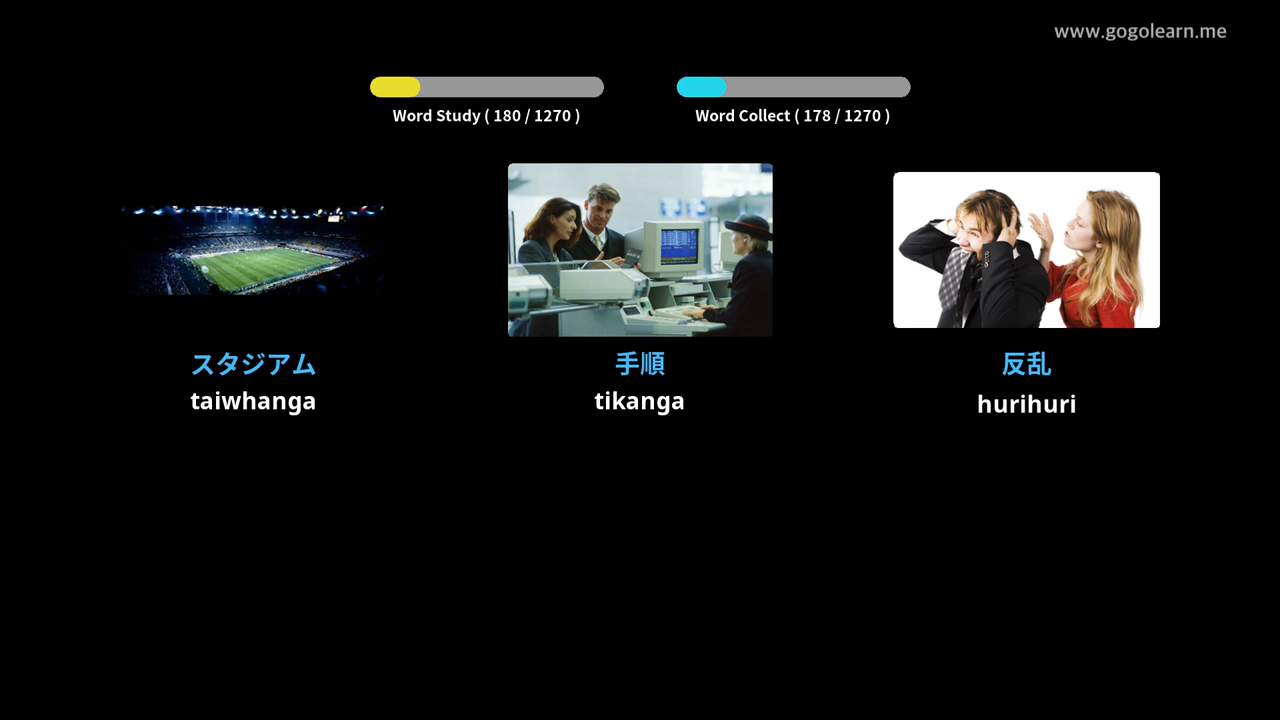 www.gogolearn.me
Word Study ( 180 / 1270 )
Word Collect ( 178 / 1270 )
スタジアム
taiwhanga
手順
tikanga
反乱
hurihuri